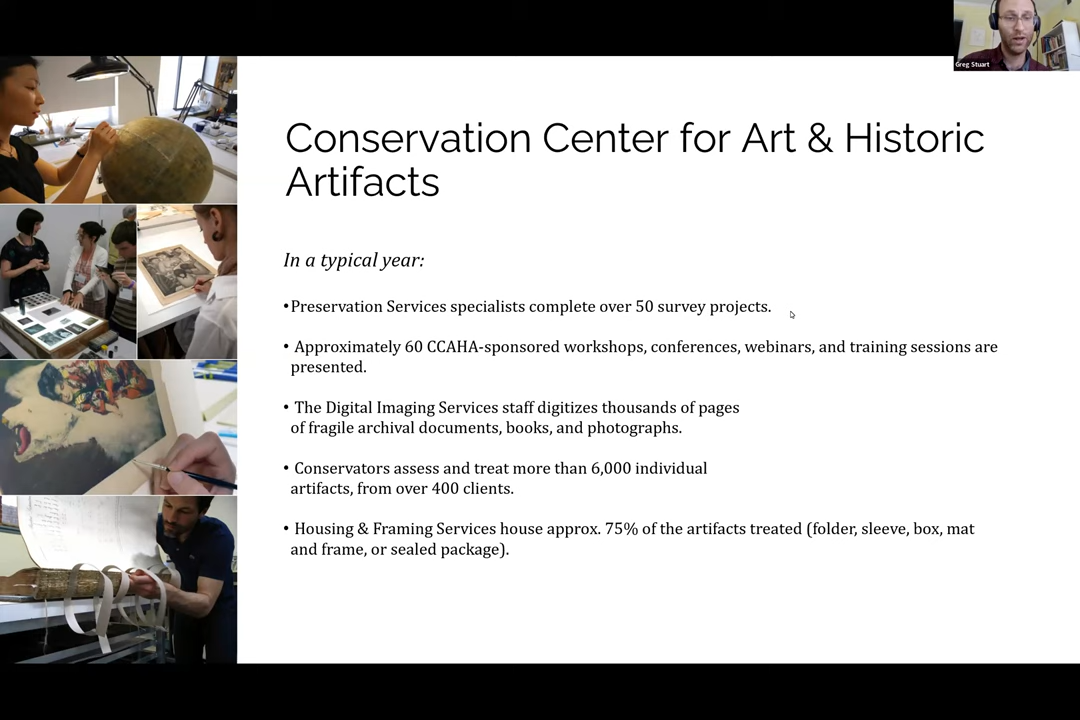 Greg Stuart
Conservation Center for Art & Historic
Artifacts
In a typical year:
•Preservation Services specialists complete over 50 survey projects.
• Approximately 60 CCAHA-sponsored workshops, conferences, webinars, and training sessions are
presented.
• The Digital Imaging Services staff digitizes thousands of pages
of fragile archival documents, books, and photographs.
• Conservators assess and treat more than 6,000 individual
artifacts, from over 400 clients.
• Housing & Framing Services house approx. 75% of the artifacts treated (folder, sleeve, box, mat
and frame, or sealed package).